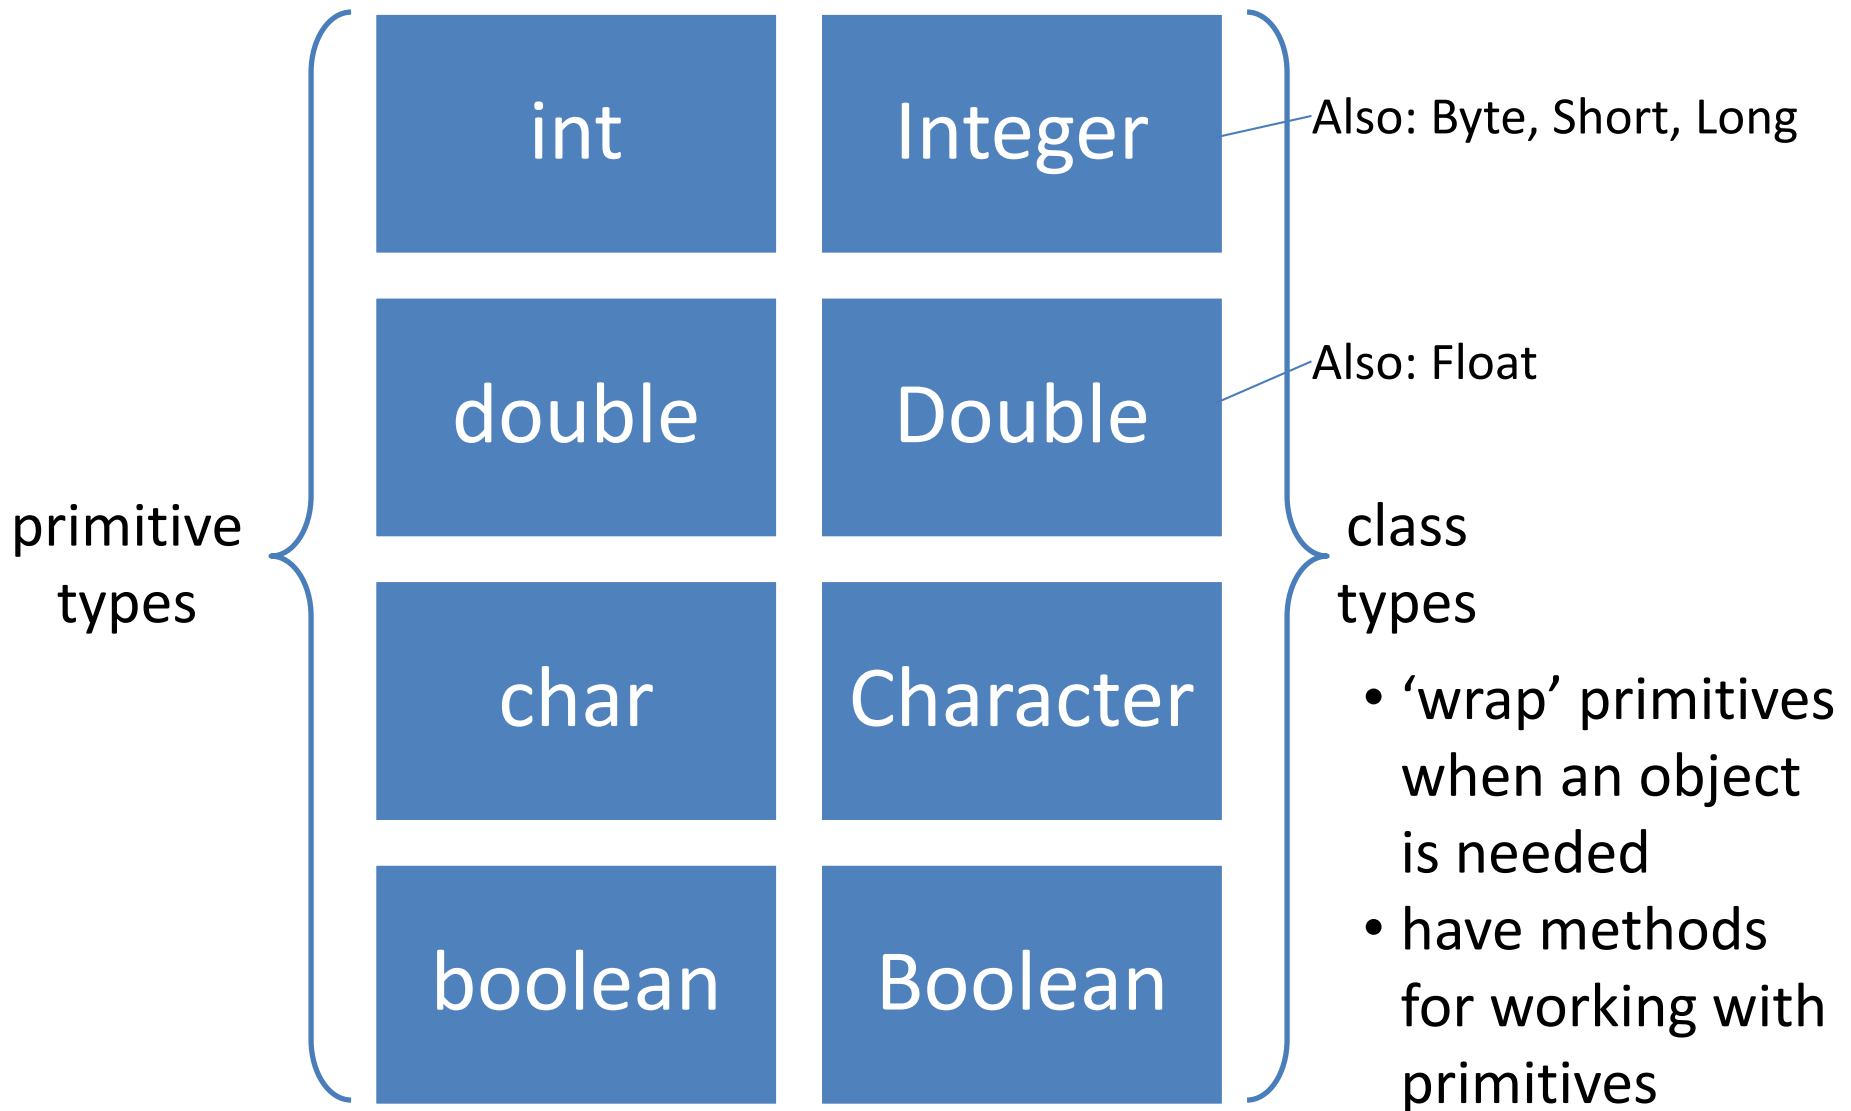 int
Integer
Also: Byte, Short, Long
double
Double
Also: Float
primitive
types
class
types
char
Character
• ‘wrap’ primitives
when an object
is needed
• have methods
for working with
primitives
boolean
Boolean